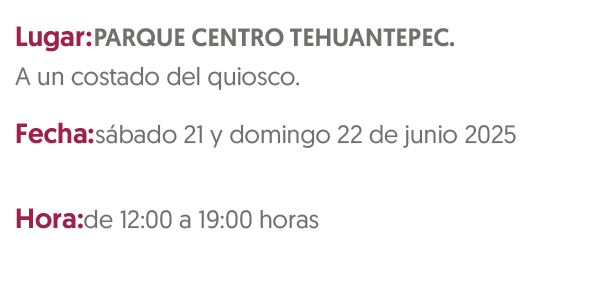 Lugar:PARQUE CENTRO TEHUANTEPEC.
A un costado del quiosco.
Fecha:sábado 21 y domingo 22 de junio 2025
Hora:de 12:00 a 19:00 horas